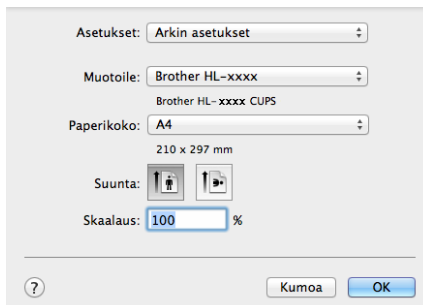 Asetukset: Arkin asetukset
Muotoile: Brother HL-xxxx
Brother HL-xxxx CUPS
Paperikoko: A4
210 x 297 mm
Suunta:
Skaalaus: 100 %
? Kumoa OK